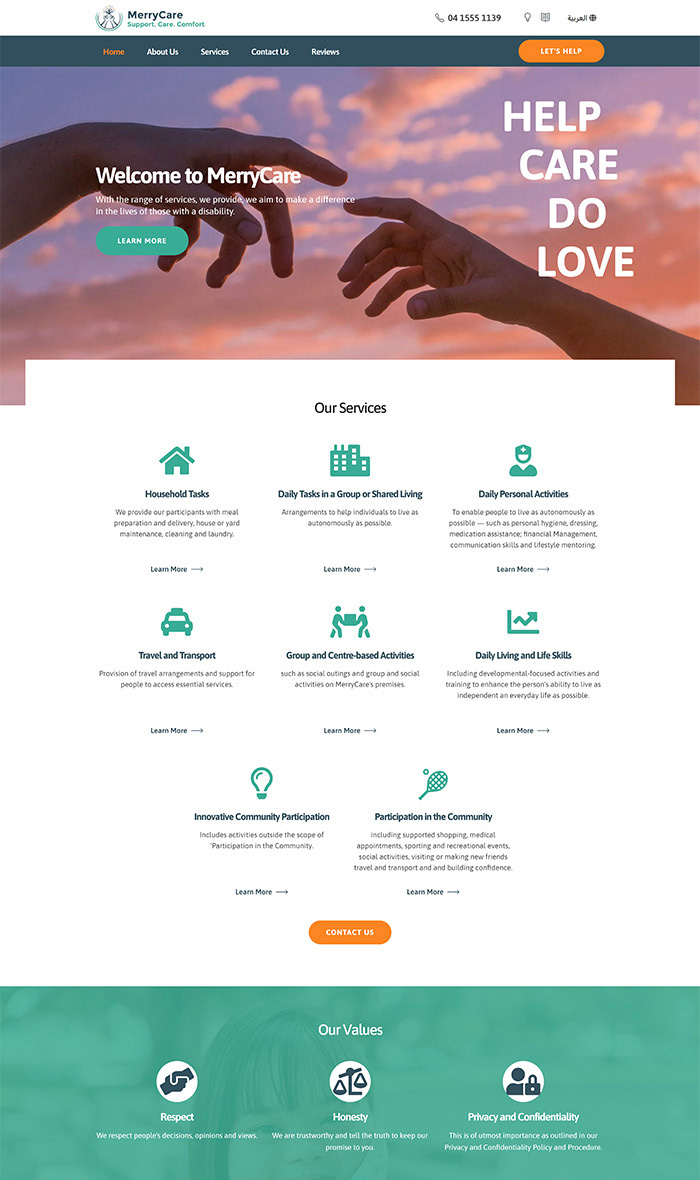 MerryCare
Support. Care. Comfort
04 1555 1139
العربية
Home
About Us
Services
Contact Us
Reviews
LET'S HELP
HELP
CARE
DO
LOVE
Welcome to MerryCare
With the range of services, we provide, we aim to make a difference
in the lives of those with a disability.
LEARN MORE
Our Services
Household Tasks
We provide our participants with meal
preparation and delivery, house or yard
maintenance, cleaning and laundry.
Learn More
Daily Tasks in a Group or Shared Living
Arrangements to help individuals to live as
autonomously as possible.
Learn More
Daily Personal Activities
To enable people to live as autonomously as
possible — such as personal hygiene, dressing,
medication assistance; financial Management,
communication skills and lifestyle mentoring.
Learn More
Travel and Transport
Provision of travel arrangements and support for
people to access essential services.
Learn More
Group and Centre-based Activities
such as social outings and group and social
activities on MerryCare's premises.
Learn More
Daily Living and Life Skills
Including developmental-focused activities and
training to enhance the person's ability to live as
independent an everyday life as possible.
Learn More
Innovative Community Participation
Includes activities outside the scope of
'Participation in the Community.
Learn More
Participation in the Community
including supported shopping, medical
appointments, sporting and recreational events,
social activities, visiting or making new friends
travel and transport and and building confidence.
Learn More
CONTACT US
Our Values
Respect
We respect people's decisions, opinions and views.
Honesty
We are trustworthy and tell the truth to keep our
promise to you.
Privacy and Confidentiality
This is of utmost importance as outlined in our
Privacy and Confidentiality Policy and Procedure.